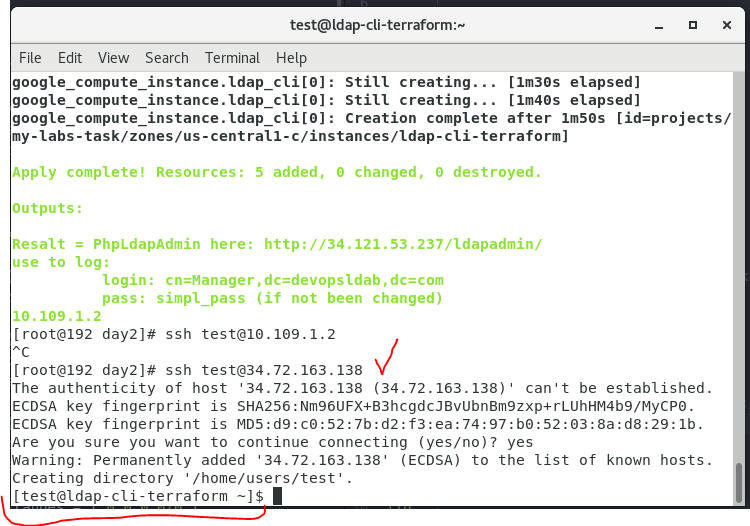 test@ldap-cli-terraform:~
File Edit View Search Terminal Help
google_compute_instance.ldap_cli[0]: Still creating... [1m30s elapsed]
google_compute_instance.ldap_cli[0]: Still creating... [1m40s elapsed]
google_compute_instance.ldap_cli[0]: Creation complete after 1m50s [id=projects/
my-labs-task/zones/us-central1-c/instances/ldap-cli-terraform]
Apply complete! Resources: 5 added, 0 changed, 0 destroyed.
Outputs:
Resalt = PhpLdapAdmin here: http://34.121.53.237/ldapadmin/
use to log:
login: cn=Manager,dc=devopsldab,dc=com
pass: simpl_pass (if not been changed)
10.109.1.2
[root@192 day2]# ssh test@10.109.1.2
^C
[root@192 day2]# ssh test@34.72.163.138
The authenticity of host '34.72.163.138 (34.72.163.138)' can't be established.
ECDSA key fingerprint is SHA256:Nm96UFX+B3hcgdcJBvUbnBm9zxp+rLUhHM4b9/MyCP0.
ECDSA key fingerprint is MD5:d9:c0:52:7b:d2:f3:ea:74:97:b0:52:03:8a:d8:29:1b.
Are you sure you want to continue connecting (yes/no)? yes
Warning: Permanently added '34.72.163.138' (ECDSA) to the list of known hosts.
Creating directory '/home/users/test'.
[test@ldap-cli-terraform ~]$